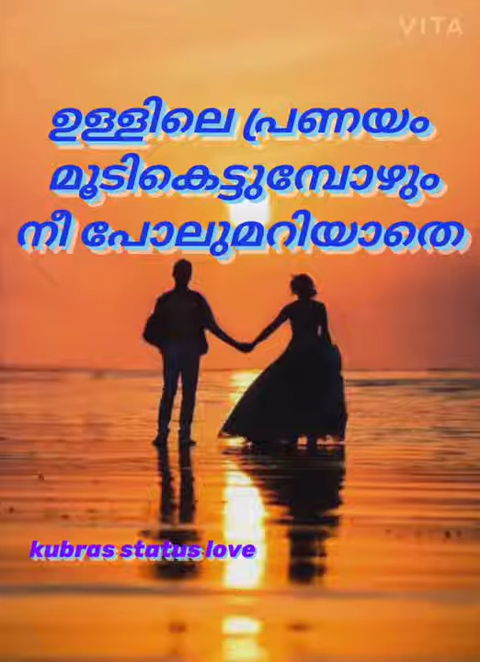 VITA
ഉള്ളിലെ പ്രണയം
മൂടികെട്ടുമ്പോഴും
നീ പോലുമറിയാതെ
kubras status love